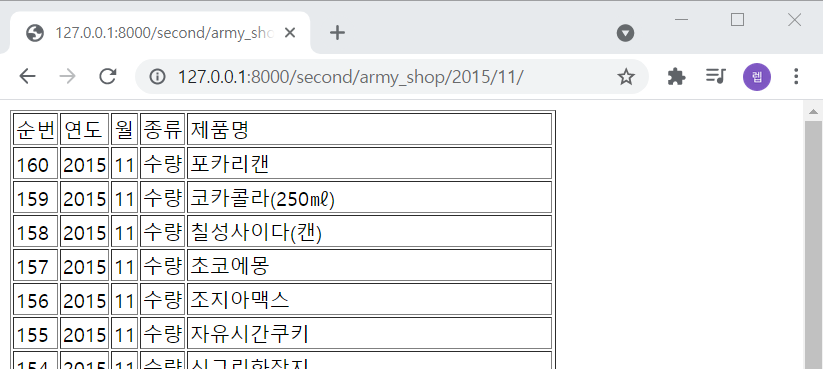 127.0.0.1:8000/second/army_sho
127.0.0.1:8000/second/army_shop/2015/11/
렙
순번 연도 월 종류 제품명
160 2015 11 수량 포카리캔
159 2015 11 수량 코카콜라(250㎖)
158 2015 11 수량 칠성사이다(캔)
157 2015 11 수량 초코에몽
156 2015 11 수량 조지아맥스
155 2015 11 수량 자유시간쿠키
154 2015 11 수량